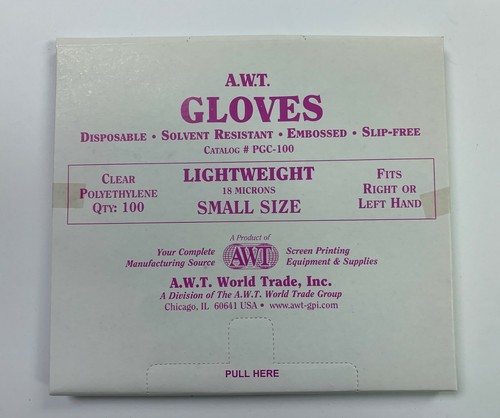 A.W.T.
GLOVES
DISPOSABLE • SOLVENT RESISTANT • EMBOSSED • SLIP-FREE
CATALOG # PGC-100
CLEAR
POLYETHYLENE
QTY: 100
LIGHTWEIGHT
18 MICRONS
SMALL SIZE
FITS
RIGHT OR
LEFT HAND
A Product of
Your Complete
Manufacturing Source
AWT
Screen Printing
Equipment & Supplies
A.W.T. World Trade, Inc.
A Division of The A.W.T. World Trade Group
Chicago, IL 60641 USA • www.awt-gpi.com
PULL HERE